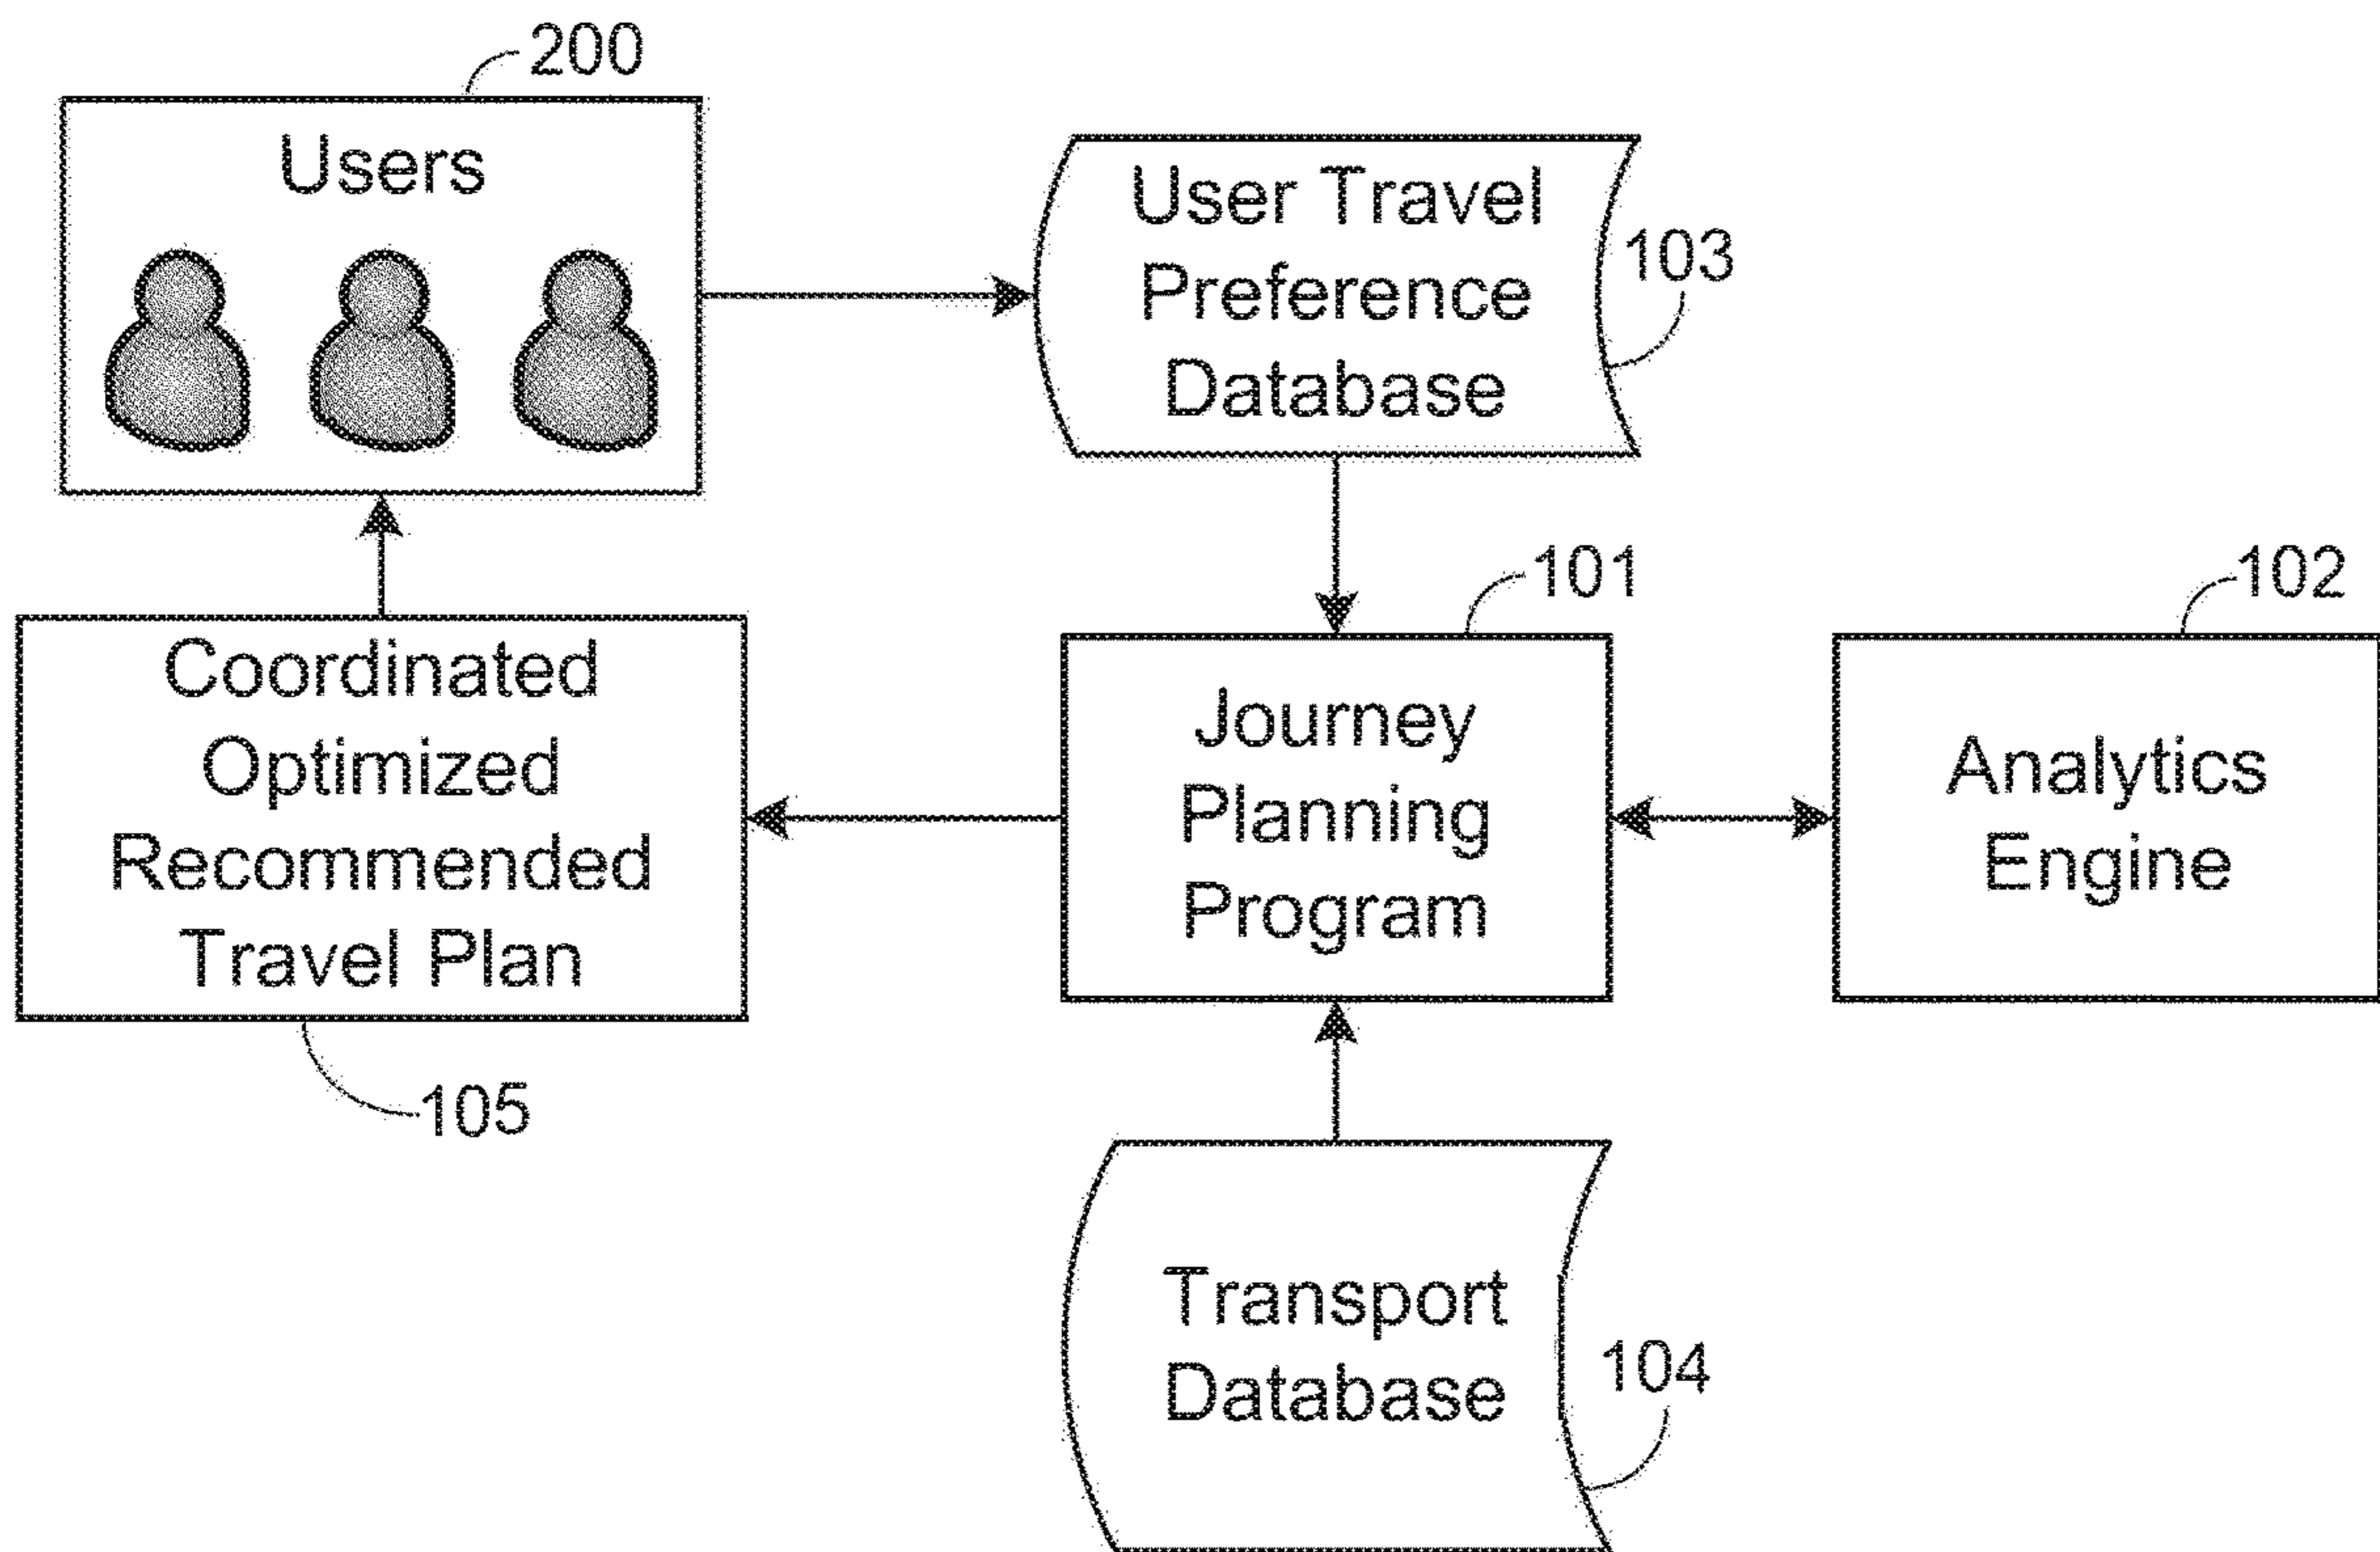 200
Users
User Travel
Preference
Database
103
101
102
Coordinated
Optimized
Recommended
Travel Plan
Journey
Planning
Program
Analytics
Engine
105
Transport
Database
104